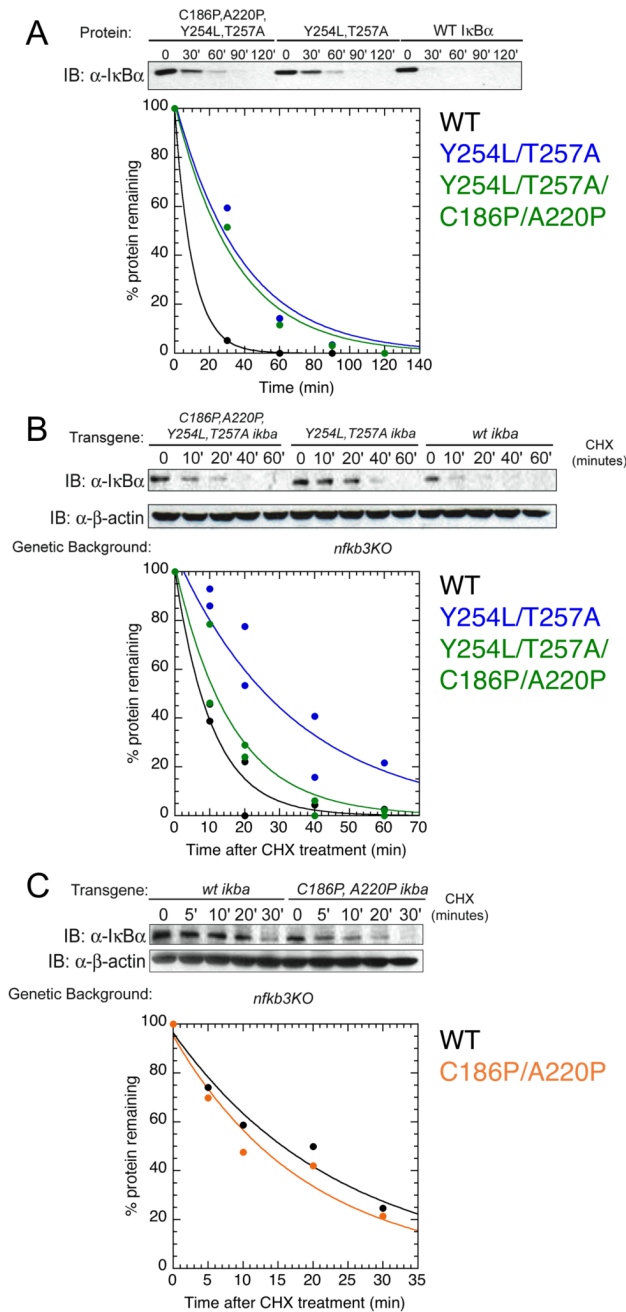 A
Protein:
C186P,A220P,
Y254L,T257A
Y254L,T257A
WT IκBα
0 30' 60' 90' 120' 0 30' 60' 90' 120' 0 30' 60' 90' 120'
IB: α-IκBα
100
80
60
40
20
0
% protein remaining
0 20 40 60 80 100 120 140
Time (min)
WT
Y254L/T257A
Y254L/T257A/
C186P/A220P
B
Transgene:
C186P,A220P,
Y254L,T257A ikba
Y254L,T257A ikba
wt ikba
CHX
(minutes)
0 10' 20' 40' 60' 0 10' 20' 40' 60' 0 10' 20' 40' 60'
IB: α-IκBα
IB: α-β-actin
Genetic Background: nfkb3KO
100
80
60
40
20
0
% protein remaining
0 10 20 30 40 50 60 70
Time after CHX treatment (min)
WT
Y254L/T257A
Y254L/T257A/
C186P/A220P
C
Transgene: wt ikba C186P, A220P ikba
CHX
(minutes)
0 5' 10' 20' 30' 0 5' 10' 20' 30'
IB: α-IκBα
IB: α-β-actin
Genetic Background: nfkb3KO
100
80
60
40
20
0
% protein remaining
0 5 10 15 20 25 30 35
Time after CHX treatment (min)
WT
C186P/A220P